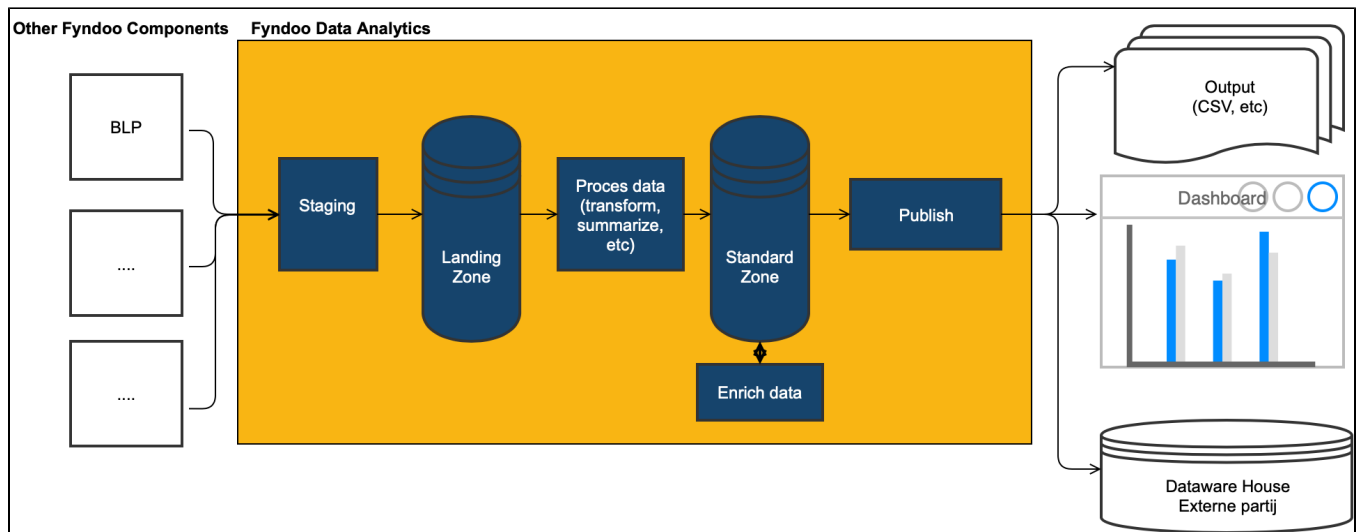 Other Fyndoo Components
Fyndoo Data Analytics
BLP
....
....
Staging
Landing
Zone
Proces data
(transform,
summarize,
etc)
Standard
Zone
Enrich data
Publish
Output
(CSV, etc)
Dashboard
Dataware House
Externe partij